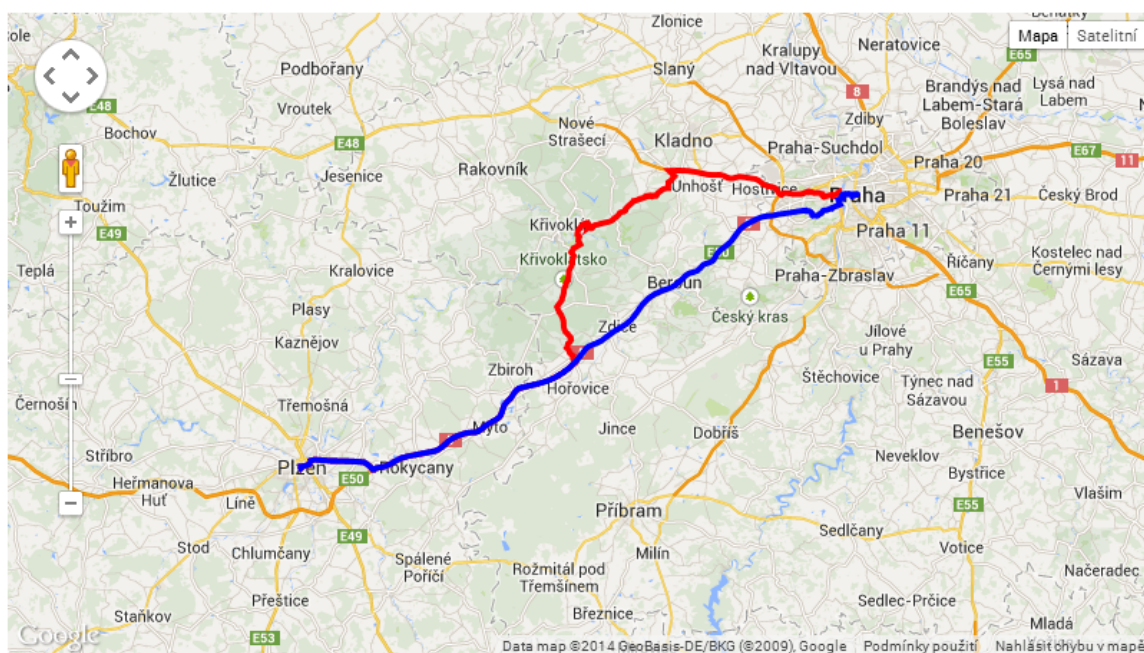 Zlonice
Benátky
Mapa
Satelitní
Neratovice
E65
Kralupy
nad Vltavou
Podbořany
Slaný
Brandýs nad
Labem-Stará
Boleslav
Lysá nad
Labem
E48
Vroutek
8
Zdiby
Bochov
Nové
Strašecí
Kladno
E48
Praha-Suchdol
E67
11
Rakovník
Praha 20
Žlutice
Jesenice
Unhošť
Hostivice
Praha
Praha 21
Český Brod
Toužim
Křivoklát
Praha 11
E49
Křivoklátsko
Říčany
Kostelec nad
Černými lesy
Teplá
Kralovice
Beroun
Praha-Zbraslav
E65
Plasy
Český kras
Zdice
Jílové
u Prahy
Kaznějov
E55
Sázava
Zbiroh
Hořovice
Štěchovice
Týnec nad
Sázavou
1
Černošín
Třemošná
Mýto
Jince
Dobříš
Benešov
Stříbro
Plzeň
Rokycany
Neveklov
Bystřice
Heřmanova
Huť
Líně
E50
Příbram
E55
Vlašim
Stod
E49
Sedlčany
Chlumčany
Spálené
Poříčí
Milín
Votice
Rožmitál pod
Třemšínem
Načeradec
Přeštice
Staňkov
Březnice
Sedlec-Prčice
Mladá
E53
Google
Data map ©2014 GeoBasis-DE/BKG (©2009), Google
Podmínky použití
Nahlásit chybu v mapě